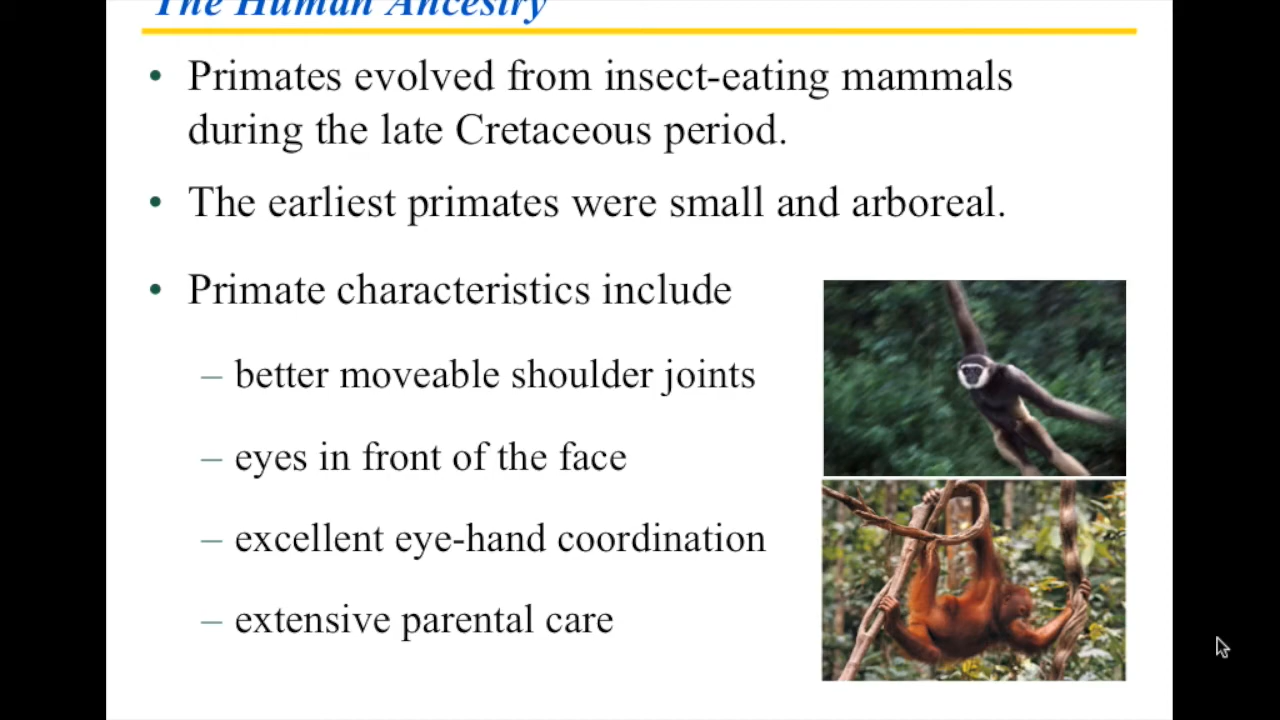 The Human Ancestry
• Primates evolved from insect-eating mammals
during the late Cretaceous period.
• The earliest primates were small and arboreal.
• Primate characteristics include
– better moveable shoulder joints
– eyes in front of the face
– excellent eye-hand coordination
– extensive parental care